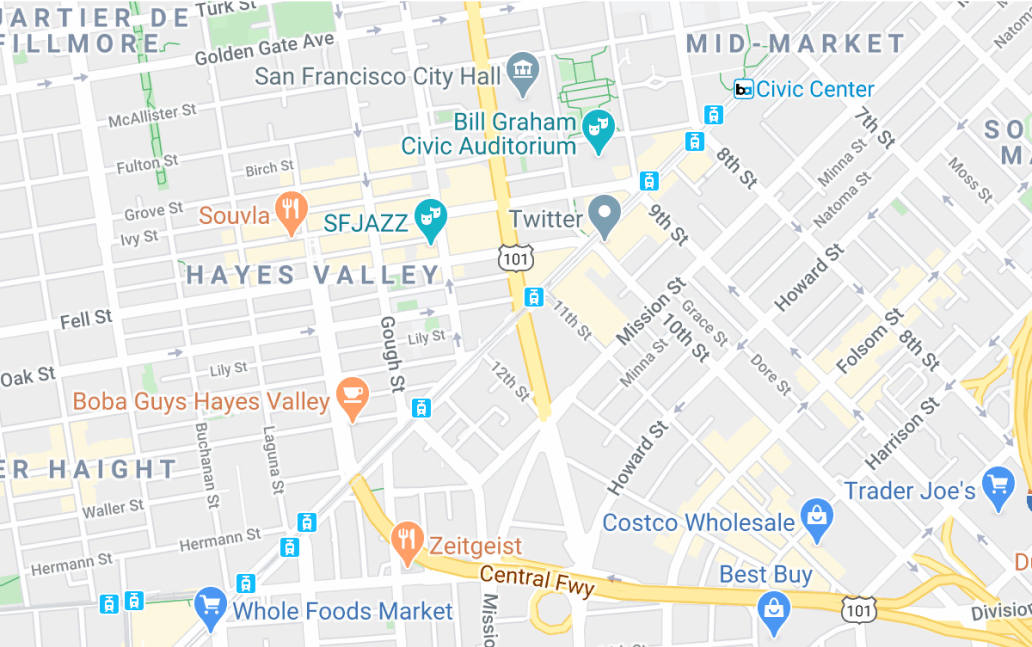 Türk St
UARTIER DE
FILLMORE
Golden Gate Ave
MID-MARKET
Natoma
San Francisco City Hall
Civic Center
McAllister St
Bill Graham
Civic Auditorium
7th St
SO
MA
Fulton St
Birch St
8th St
Minna St
Moss St
Natoma St
Grove St
Souvla
SFJAZZ
Twitter
9th St
Ivy St
101
HAYES VALLEY
Howard St
Mission St
Grace St
11th St
Fell St
10th St
Folsom St
8th St
Gough St
Lily St
Minna St
Dore St
Oak St
Lily St
12th St
Boba Guys Hayes Valley
Harrison St
Buchanan St
Laguna St
Howard St
ER HAIGHT
Trader Joe's
Waller St
Costco Wholesale
Hermann St
Zeitgeist
Hermann St
Central Fwy
Best Buy
Du
Whole Foods Market
Missio
101
Division